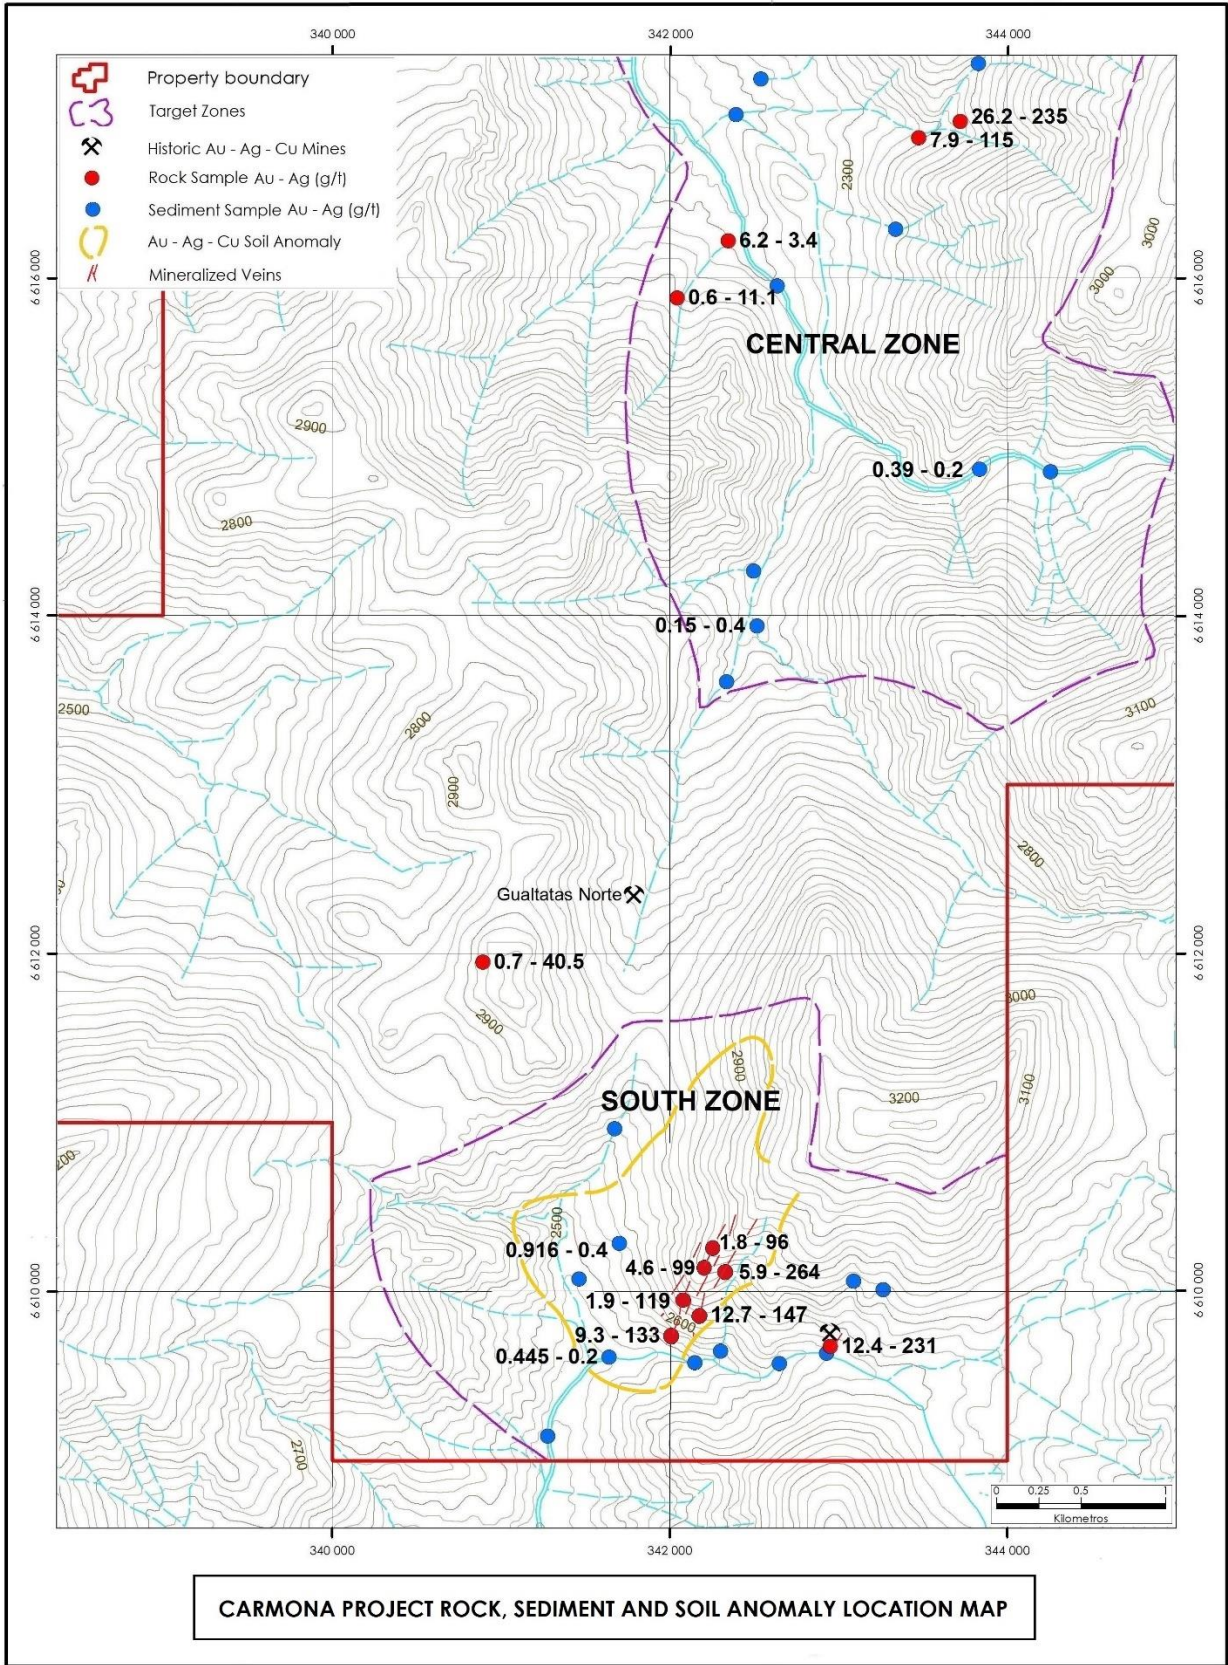 340 000
342 000
344 000
Property boundary
Target Zones
Historic Au - Ag - Cu Mines
Rock Sample Au - Ag (g/t)
Sediment Sample Au - Ag (g/t)
Au - Ag - Cu Soil Anomaly
Mineralized Veins
26.2 - 235
7.9 - 115
2300
3000
6.2 - 3.4
6 616 000
6 616 000
3000
0.6 - 11.1
CENTRAL ZONE
2900
0.39 - 0.2
2800
6 614 000
0.15 - 0.4
6 614 000
2500
2800
3100
2900
2800
Gualtatas Norte
6 612 000
0.7 - 40.5
6 612 000
2900
3000
2900
3200
3100
SOUTH ZONE
2500
0.916 - 0.4
1.8 - 96
4.6 - 99
5.9 - 264
6 610 000
1.9 - 119
12.7 - 147
6 610 000
2600
9.3 - 133
12.4 - 231
0.445 - 0.2
2700
0
0.25
0.5
1
Kilometros
340 000
342 000
344 000
CARMONA PROJECT ROCK, SEDIMENT AND SOIL ANOMALY LOCATION MAP